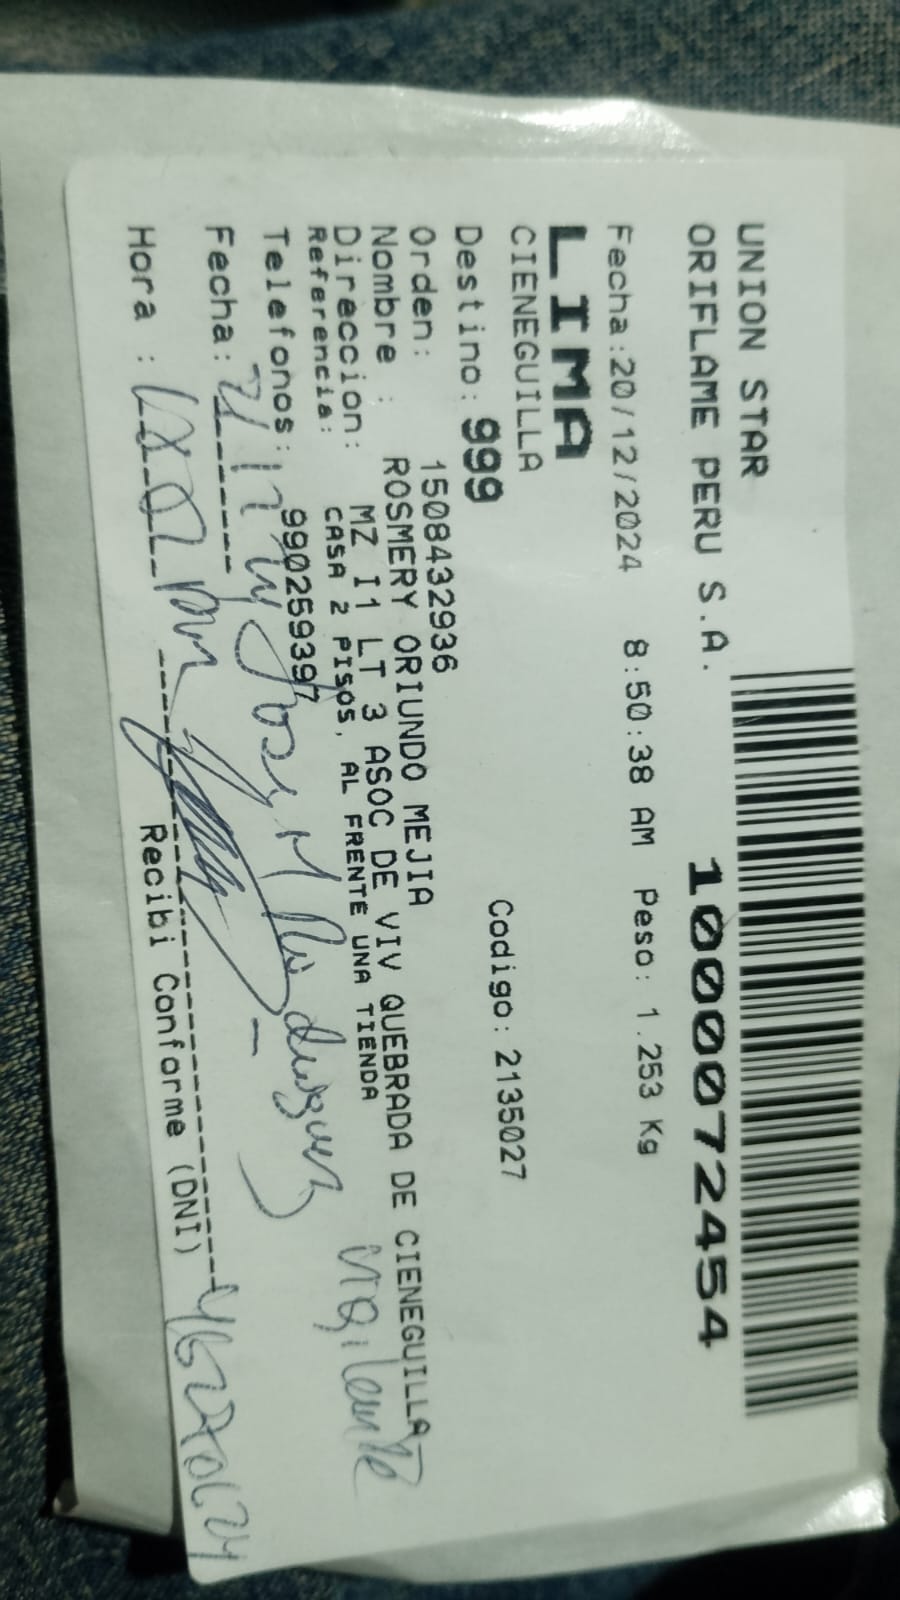 UNION STAR
ORIFLAME PERU S.A. 10000072454
Fecha:20/12/2024 8:50:38 AM Peso: 1.253 Kg
LIMA
CIENEGUILLA
Destino: 999 Codigo: 2135027
Orden: 1508432936
Nombre : ROSMERY ORIUNDO MEJIA
Direccion: MZ I1 LT 3 ASOC DE VIV QUEBRADA DE CIENEGUILLA
Referencia: CASA 2 PISOS, AL FRENTE UNA TIENDA
Telefonos: 990259397 vigilante
Fecha:
Hora :
Recibi Conforme (DNI)